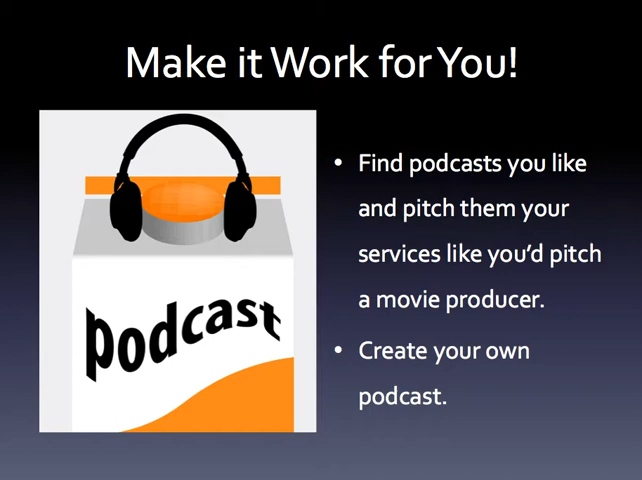 Make it Work for You!
podcast
• Find podcasts you like
and pitch them your
services like you’d pitch
a movie producer.
• Create your own
podcast.